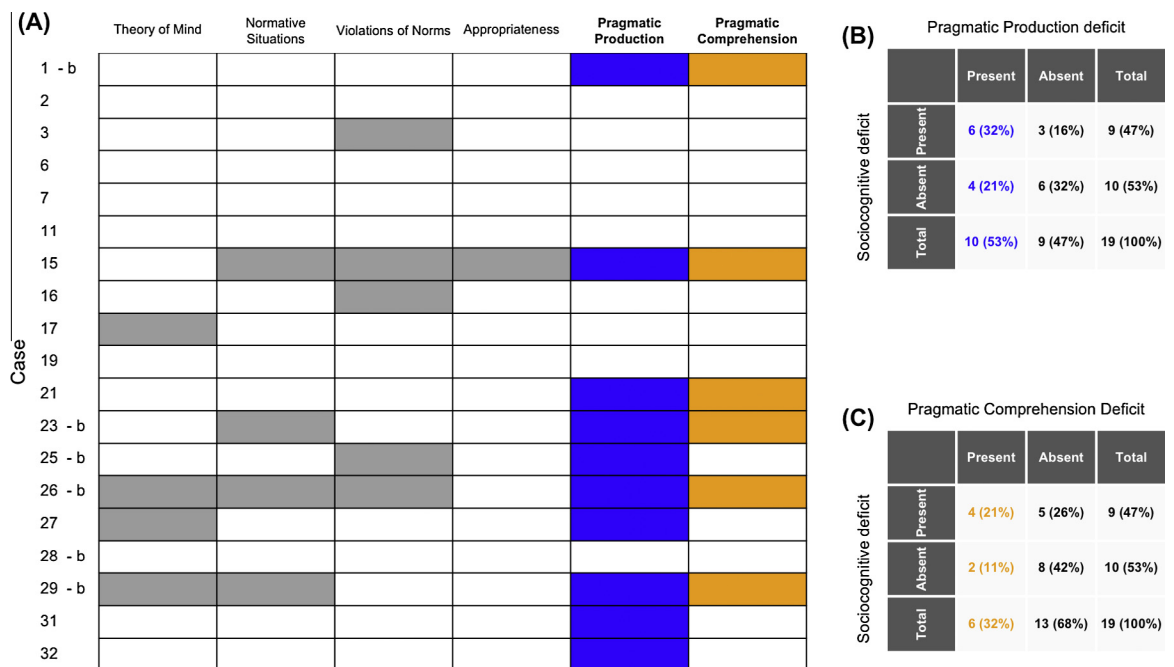 (A)
Theory of Mind
Normative
Situations
Violations of Norms
Appropriateness
Pragmatic
Production
Pragmatic
Comprehension
Case
1 - b
2
3
6
7
11
15
16
17
19
21
23 - b
25 - b
26 - b
27
28 - b
29 - b
31
32
(B)
Pragmatic Production deficit
Sociocognitive deficit
Present Absent Total
Present 6 (32%) 3 (16%) 9 (47%)
Absent 4 (21%) 6 (32%) 10 (53%)
Total 10 (53%) 9 (47%) 19 (100%)
(C)
Pragmatic Comprehension Deficit
Sociocognitive deficit
Present Absent Total
Present 4 (21%) 5 (26%) 9 (47%)
Absent 2 (11%) 8 (42%) 10 (53%)
Total 6 (32%) 13 (68%) 19 (100%)